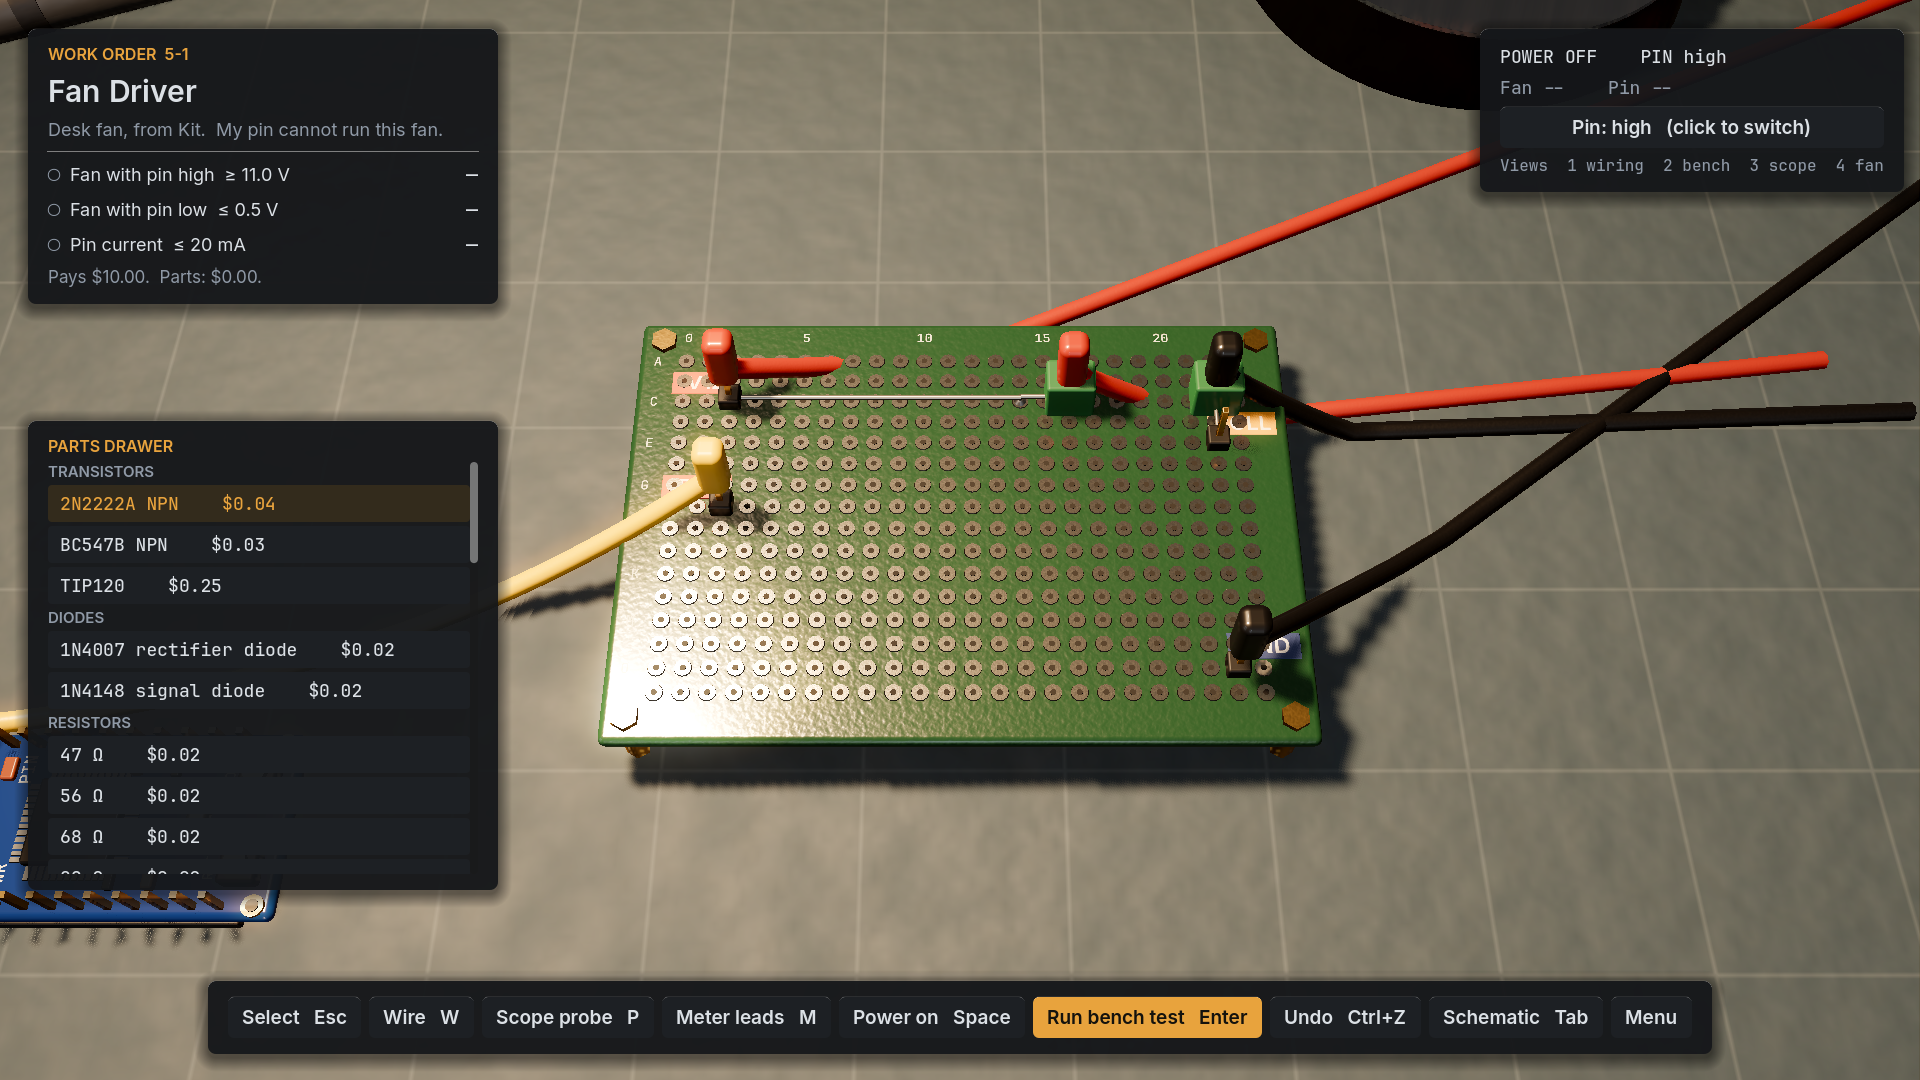 WORK ORDER 5-1
Fan Driver
Desk fan, from Kit. My pin cannot run this fan.
Fan with pin high ≥ 11.0 V —
Fan with pin low ≤ 0.5 V —
Pin current ≤ 20 mA —
Pays $10.00. Parts: $0.00.
POWER OFF PIN high
Fan -- Pin --
Pin: high (click to switch)
Views 1 wiring 2 bench 3 scope 4 fan
PARTS DRAWER
TRANSISTORS
2N2222A NPN $0.04
BC547B NPN $0.03
TIP120 $0.25
DIODES
1N4007 rectifier diode $0.02
1N4148 signal diode $0.02
RESISTORS
47 Ω $0.02
56 Ω $0.02
68 Ω $0.02
0 5 10 15 20
A
C
E
G
Select Esc
Wire W
Scope probe P
Meter leads M
Power on Space
Run bench test Enter
Undo Ctrl+Z
Schematic Tab
Menu